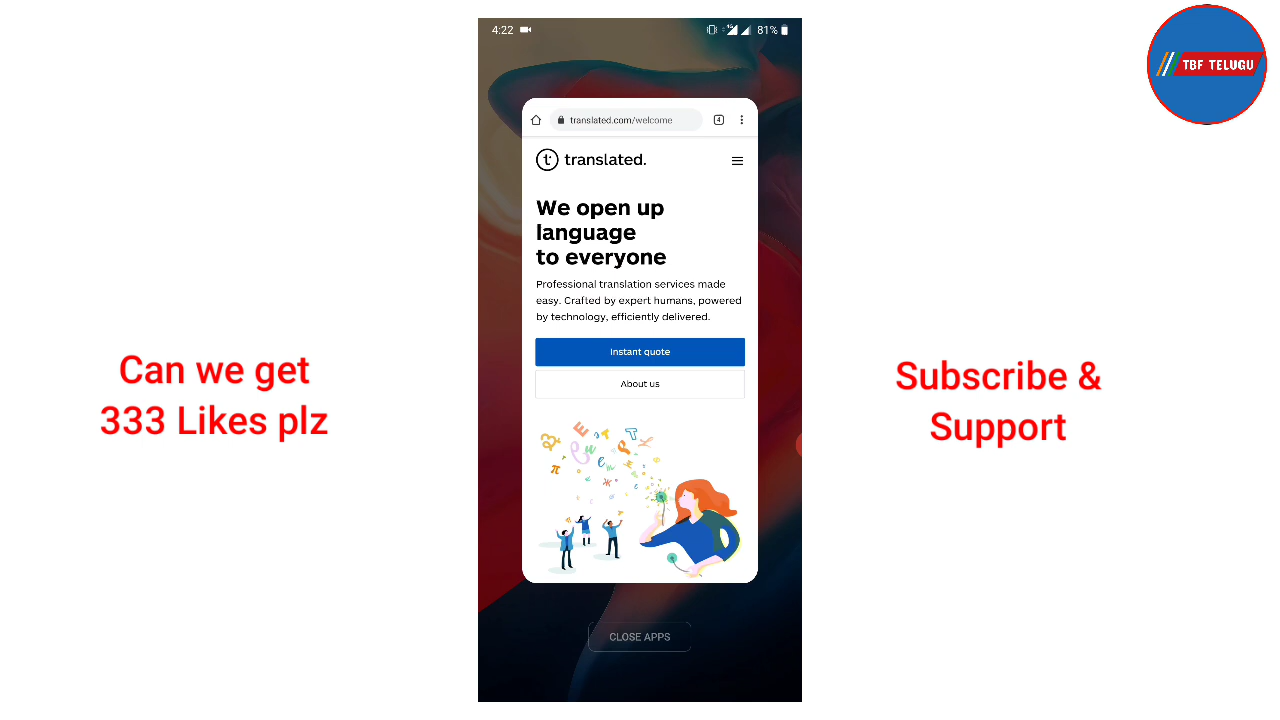 4:22
81%
TBF TELUGU
translated.com/welcome
4
translated.
We open up
language
to everyone
Professional translation services made
easy. Crafted by expert humans, powered
by technology, efficiently delivered.
Instant quote
About us
Can we get
333 Likes plz
Subscribe &
Support
CLOSE APPS